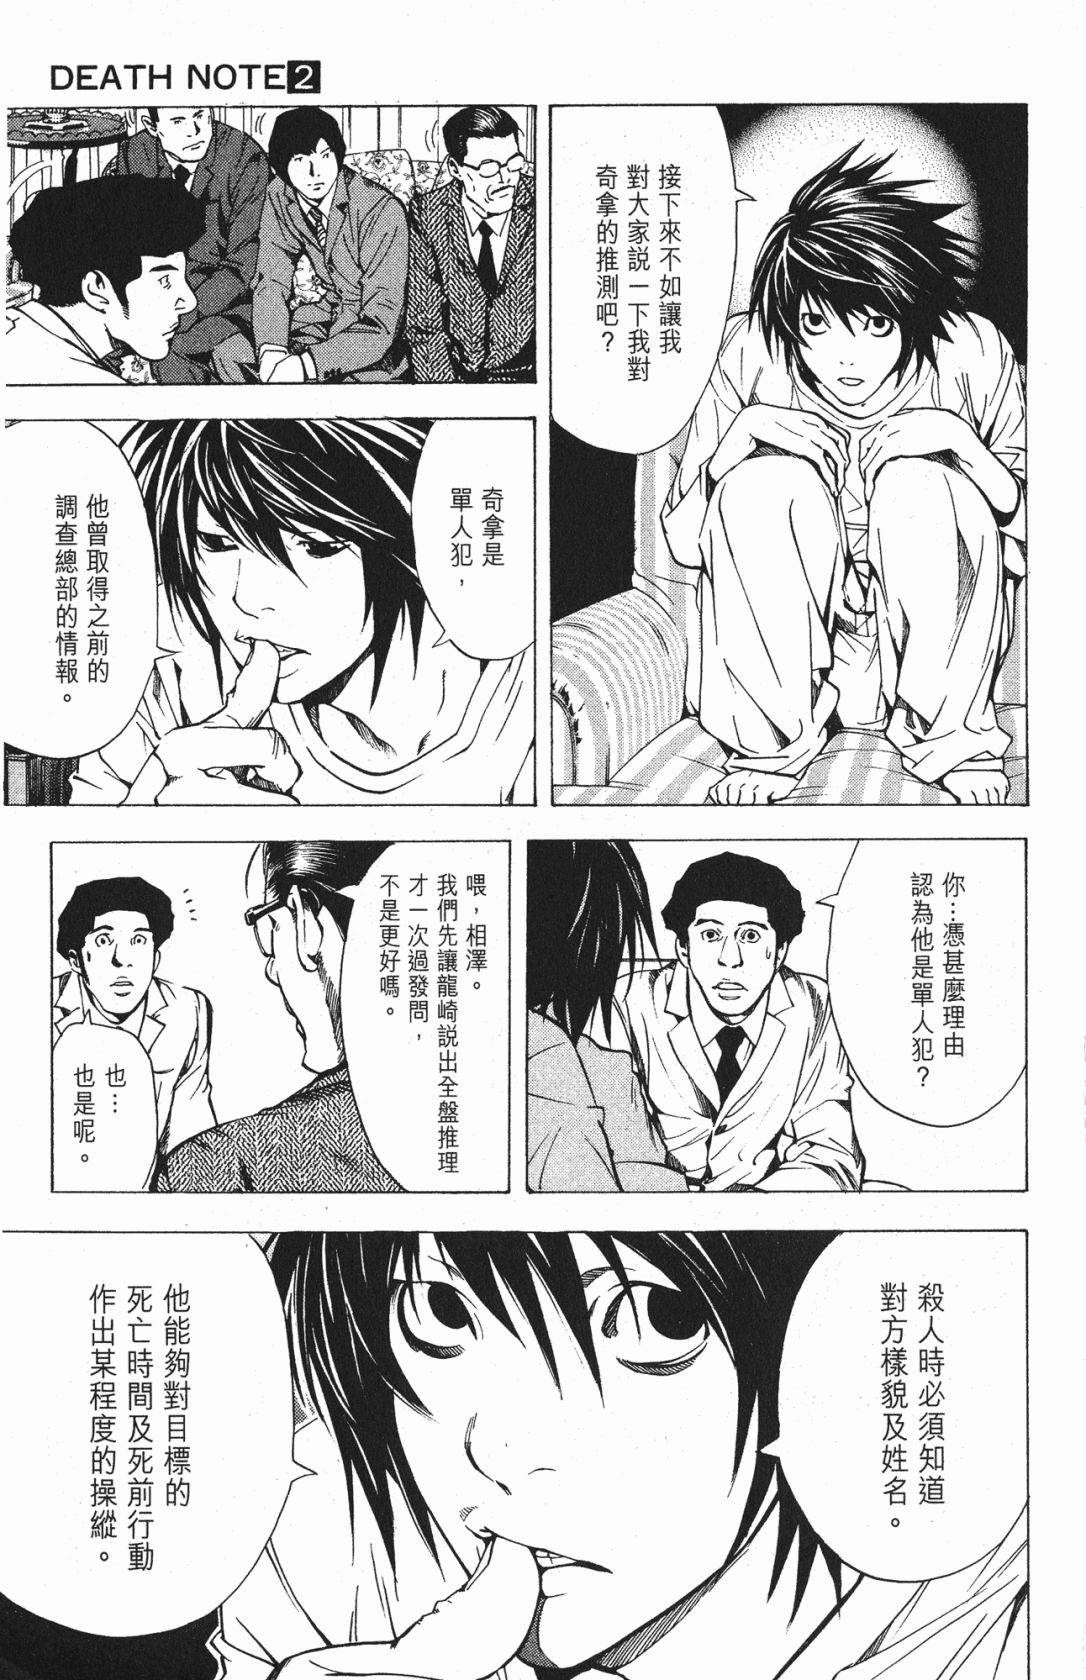 DEATH NOTE 2
接下來不如讓我
對大家説一下我對
奇拿的推測吧？
奇拿是
單人犯，
他曾取得之前的
調查總部的情報。
你…憑甚麼理由
認為他是單人犯？
喂，相澤。
我們先讓龍崎説出全盤推理
才一次過發問，
不是更好嗎。
也…
也是呢。
殺人時必須知道
對方樣貌及姓名。
他能夠對目標的
死亡時間及死前行動
作出某程度的操縱。